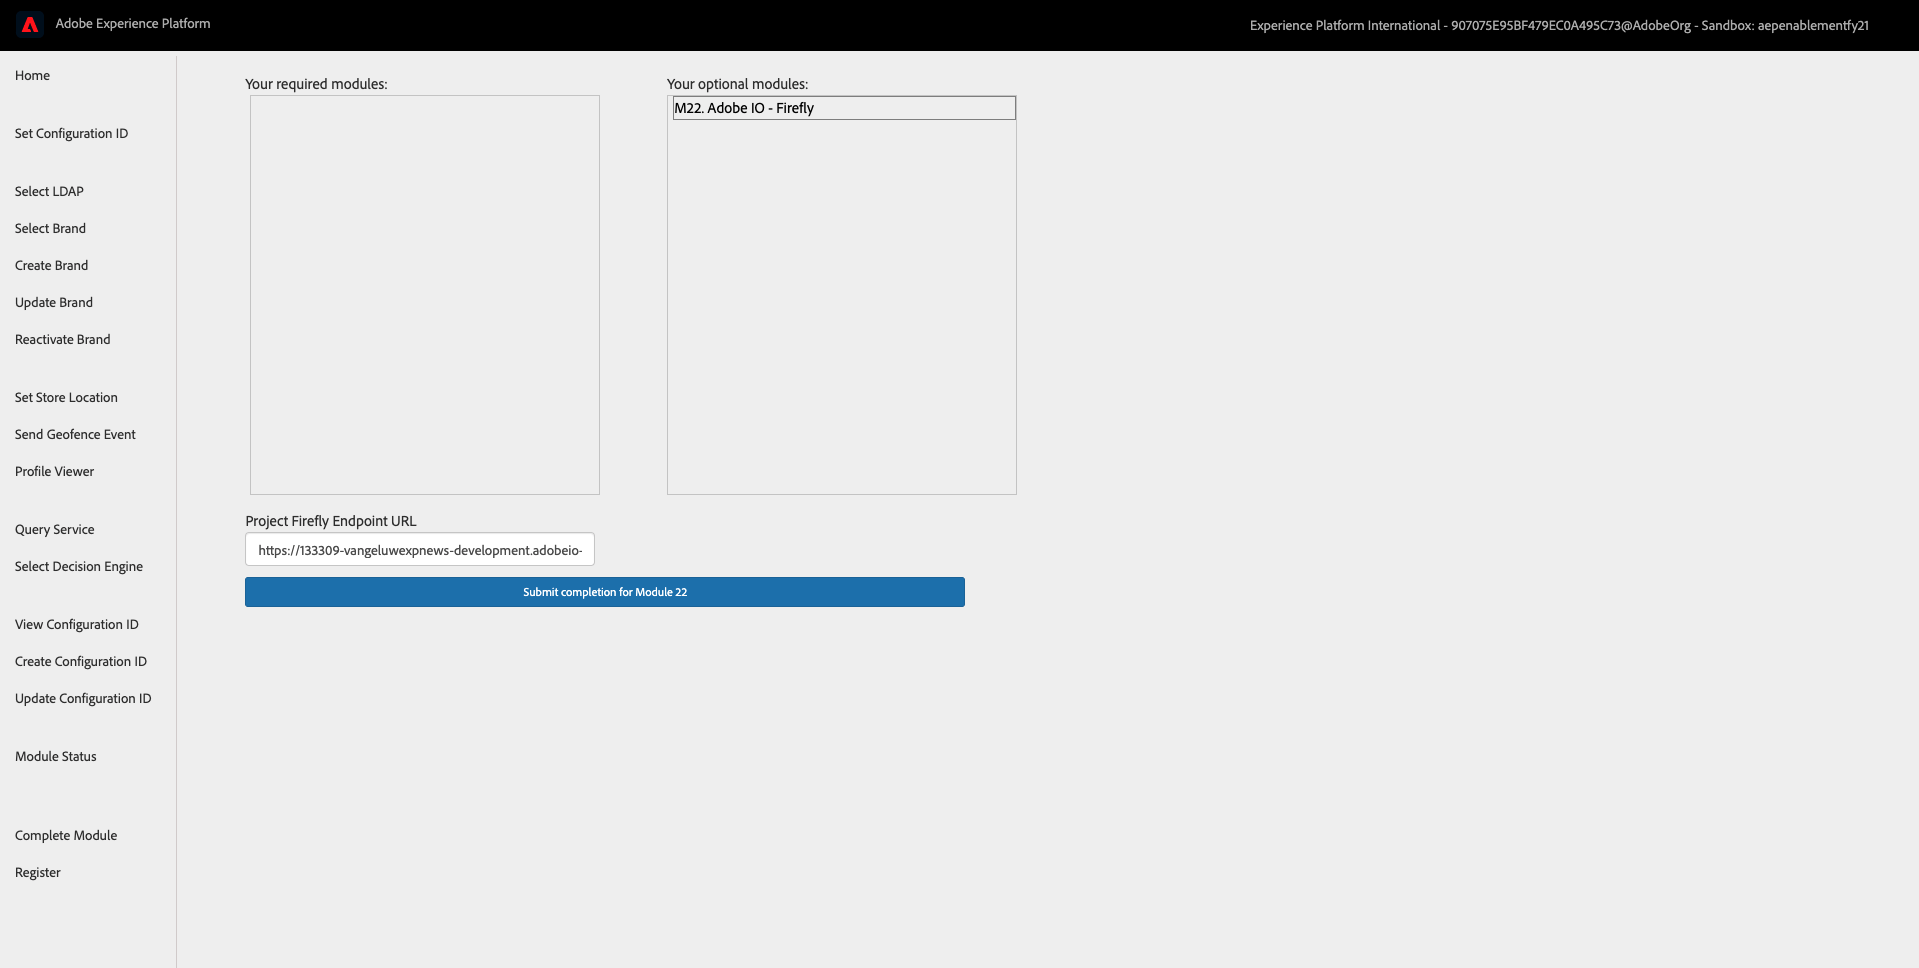 Adobe Experience Platform
Experience Platform International - 907075E95BF479EC0A495C73@AdobeOrg - Sandbox: aepenablementfy21
Home
Set Configuration ID
Select LDAP
Select Brand
Create Brand
Update Brand
Reactivate Brand
Set Store Location
Send Geofence Event
Profile Viewer
Query Service
Select Decision Engine
View Configuration ID
Create Configuration ID
Update Configuration ID
Module Status
Complete Module
Register
Your required modules:
Your optional modules:
M22. Adobe IO - Firefly
Project Firefly Endpoint URL
https://133309-vangeluwexpnews-development.adobeio-
Submit completion for Module 22